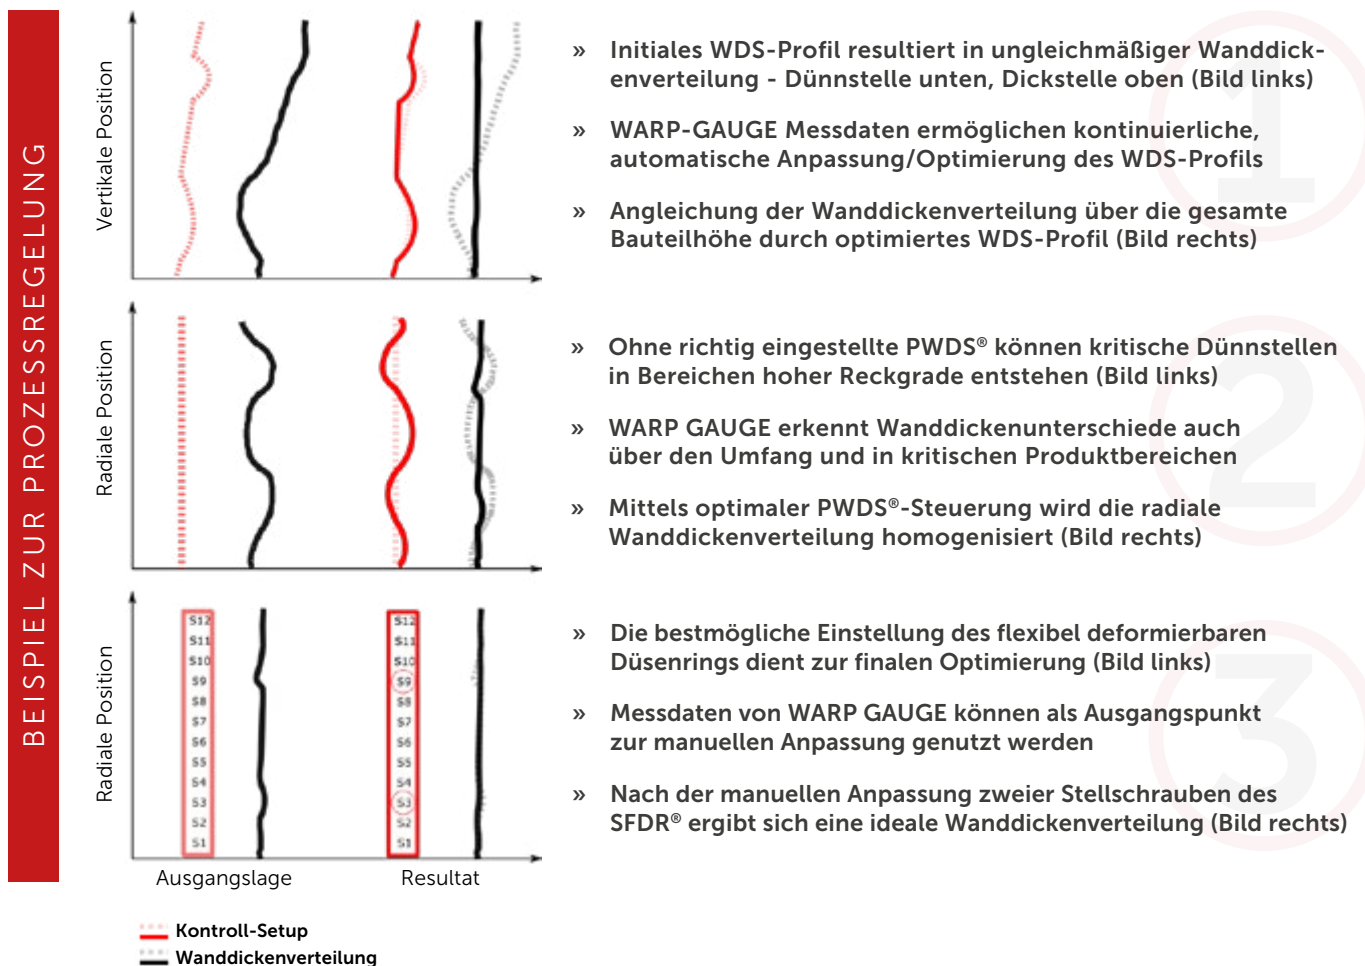 BEISPIEL ZUR PROZESSREGELUNG
Vertikale Position
» Initiales WDS-Profil resultiert in ungleichmäßiger Wanddick-
enverteilung - Dünnstelle unten, Dickstelle oben (Bild links)
» WARP-GAUGE Messdaten ermöglichen kontinuierliche,
automatische Anpassung/Optimierung des WDS-Profils
» Angleichung der Wanddickenverteilung über die gesamte
Bauteilhöhe durch optimiertes WDS-Profil (Bild rechts)
1
Radiale Position
» Ohne richtig eingestellte PWDS® können kritische Dünnstellen
in Bereichen hoher Reckgrade entstehen (Bild links)
» WARP GAUGE erkennt Wanddickenunterschiede auch
über den Umfang und in kritischen Produktbereichen
» Mittels optimaler PWDS®-Steuerung wird die radiale
Wanddickenverteilung homogenisiert (Bild rechts)
2
Radiale Position
S12
S11
S10
S9
S8
S7
S6
S5
S4
S3
S2
S1
S12
S11
S10
S9
S8
S7
S6
S5
S4
S3
S2
S1
» Die bestmögliche Einstellung des flexibel deformierbaren
Düsenrings dient zur finalen Optimierung (Bild links)
» Messdaten von WARP GAUGE können als Ausgangspunkt
zur manuellen Anpassung genutzt werden
» Nach der manuellen Anpassung zweier Stellschrauben des
SFDR® ergibt sich eine ideale Wanddickenverteilung (Bild rechts)
3
Ausgangslage
Resultat
Kontroll-Setup
Wanddickenverteilung